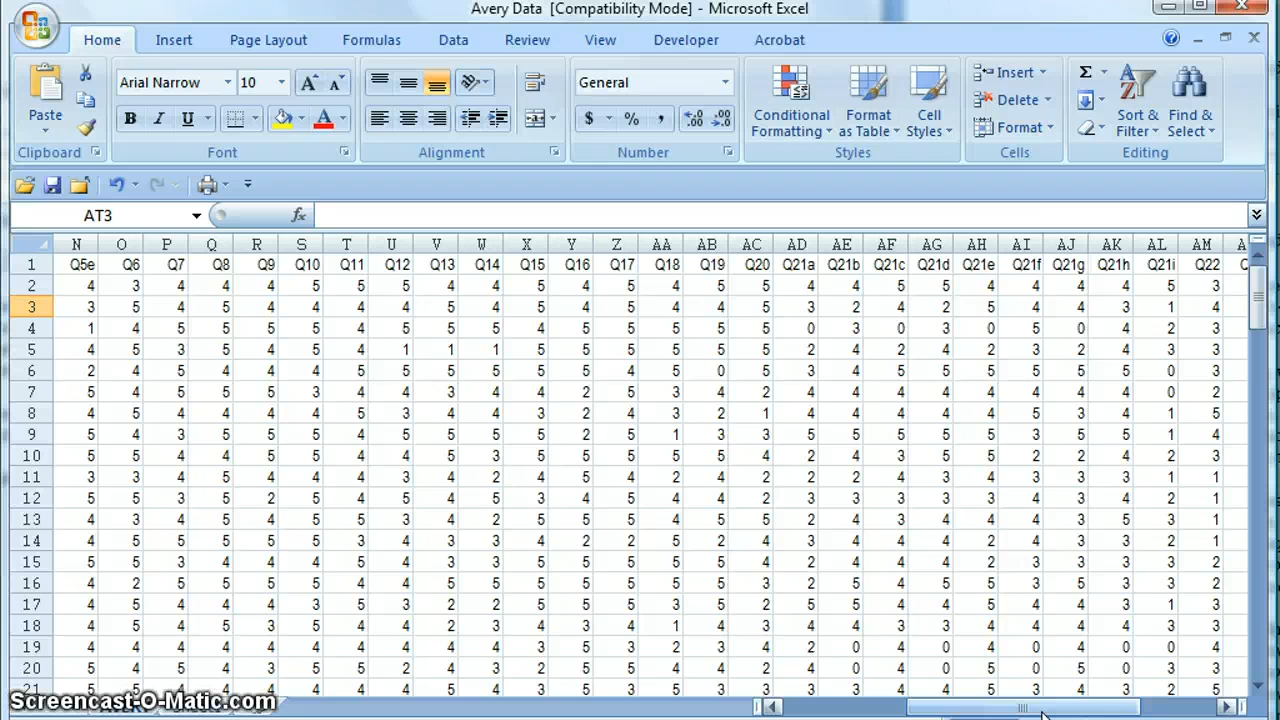 Avery Data [Compatibility Mode] - Microsoft Excel
Home Insert Page Layout Formulas Data Review View Developer Acrobat
Arial Narrow 10 General Insert Σ
Paste B I U $ % , Conditional Formatting Format as Table Cell Styles Delete Sort & Filter Find & Select
Format
Clipboard Font Alignment Number Styles Cells Editing
AT3 fx
N O P Q R S T U V W X Y Z AA AB AC AD AE AF AG AH AI AJ AK AL AM
1 Q5e Q6 Q7 Q8 Q9 Q10 Q11 Q12 Q13 Q14 Q15 Q16 Q17 Q18 Q19 Q20 Q21a Q21b Q21c Q21d Q21e Q21f Q21g Q21h Q21i Q22
2 4 3 4 4 4 5 5 5 4 4 5 4 5 4 5 5 4 4 5 5 4 4 4 4 5 3
3 3 5 4 5 4 4 4 4 5 4 5 4 5 4 4 5 3 2 4 2 5 4 4 3 1 4
4 1 4 5 5 5 5 4 5 5 5 4 5 5 5 5 5 0 3 0 3 0 5 0 4 2 3
5 4 5 3 5 4 5 4 1 1 1 5 5 5 5 5 5 2 4 2 4 2 3 2 4 3 3
6 2 4 5 4 4 4 5 5 5 5 5 5 4 5 0 5 3 4 5 5 5 5 5 5 0 3
7 5 4 5 5 5 3 4 4 3 4 4 2 5 3 4 2 4 4 4 4 4 4 4 4 0 2
8 4 5 4 4 4 4 5 3 4 4 3 2 4 3 2 1 4 4 4 4 4 5 3 4 1 5
9 5 4 3 5 5 5 4 5 5 5 5 2 5 1 3 3 5 5 5 5 5 3 5 5 1 4
10 5 5 5 5 4 4 5 4 5 3 5 5 5 5 5 4 2 4 3 5 5 2 2 4 2 3
11 3 3 4 5 4 4 4 3 4 2 4 5 4 2 4 2 2 2 4 3 4 3 3 3 1 1
12 5 5 3 5 2 5 4 5 4 5 3 4 5 4 4 2 3 3 3 3 3 4 3 4 2 1
13 4 3 4 5 4 5 5 3 4 2 5 5 5 4 5 5 2 4 3 4 4 4 3 5 3 1
14 4 5 4 5 5 5 3 4 3 3 4 2 2 5 2 4 3 4 4 4 2 4 3 3 2 1
15 5 5 3 4 4 4 5 4 3 3 5 5 5 5 5 4 2 4 4 4 2 3 3 3 3 2
16 4 2 5 5 5 4 4 4 5 5 5 5 5 5 5 3 2 5 4 5 5 3 5 3 3 2
17 4 5 4 4 4 3 5 3 2 2 5 5 5 3 5 2 5 5 4 4 5 4 4 3 1 3
18 4 5 4 5 3 5 4 4 2 3 4 3 4 1 4 3 4 4 3 3 4 4 4 4 3 3
19 4 4 4 4 4 4 4 4 4 4 3 5 3 2 3 2 0 4 0 4 0 4 0 4 0 4
20 5 4 5 4 3 5 5 2 4 3 2 5 5 4 4 2 4 0 4 0 5 0 5 0 3 3
21 5 5 4 4 4 4 4 4 5 4 3 5 3 5 3 5 3 3 4 4 5 3 4 3 2 5
Screencast-O-Matic.com